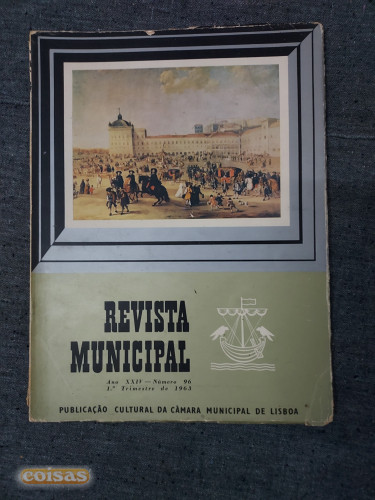 REVISTA
MUNICIPAL
Ano XXIV — Número 96
1.º Trimestre de 1963
PUBLICAÇÃO CULTURAL DA CÂMARA MUNICIPAL DE LISBOA
coisas